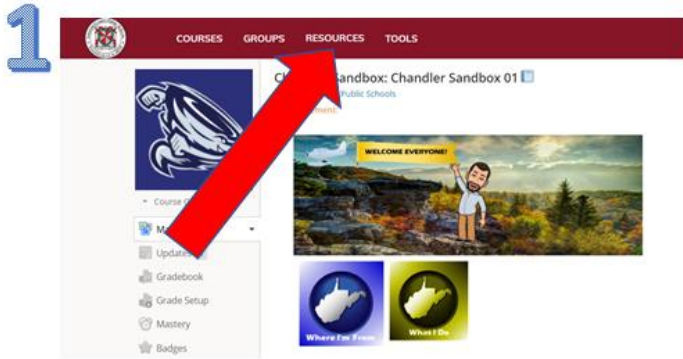 1
COURSES GROUPS RESOURCES TOOLS
Sandbox: Chandler Sandbox 01
Public Schools
WELCOME EVERYONE!
Course
Updates
Gradebook
Grade Setup
Mastery
Badges
Where I'm From
What I Do